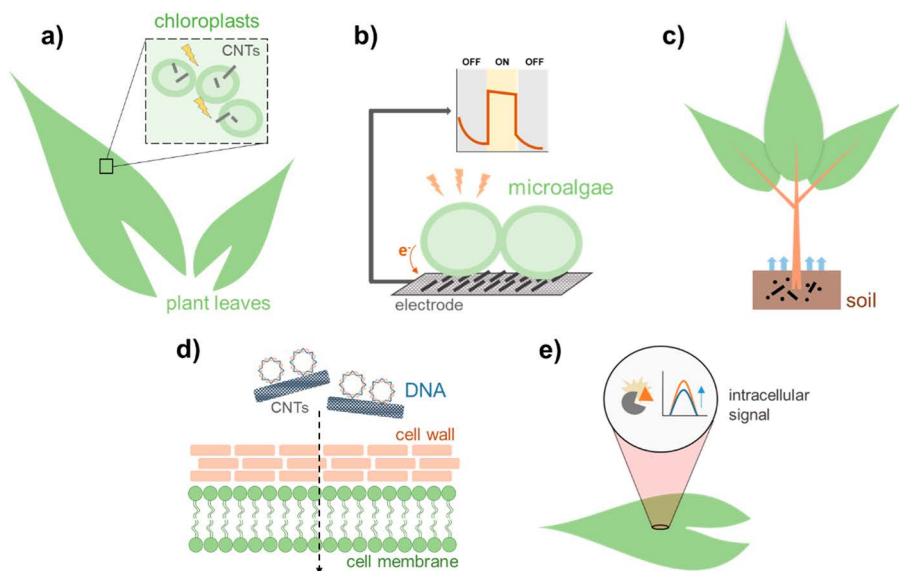 a)
chloroplasts
CNTs
plant leaves
b)
OFF ON OFF
microalgae
e-
electrode
c)
soil
d)
DNA
CNTs
cell wall
cell membrane
e)
intracellular
signal